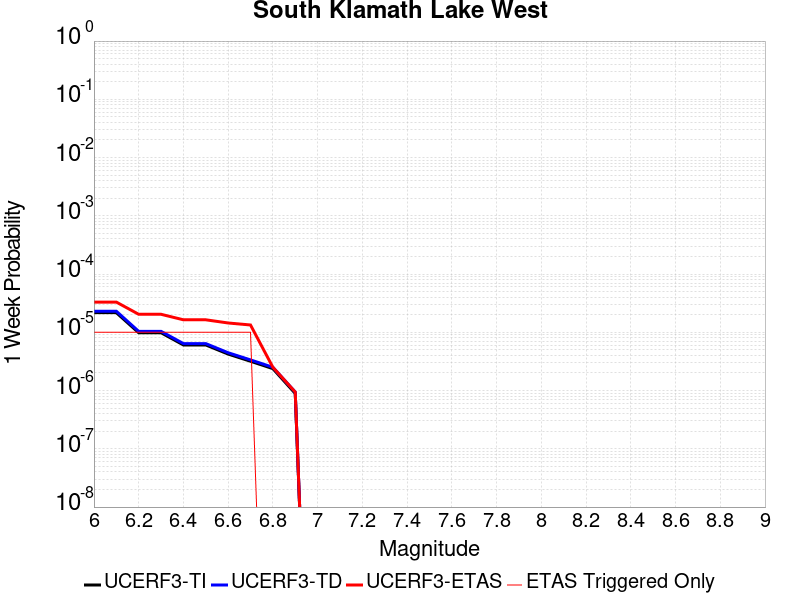 South Klamath Lake West
10^0
10^-1
10^-2
10^-3
10^-4
10^-5
10^-6
10^-7
10^-8
1 Week Probability
6 6.2 6.4 6.6 6.8 7 7.2 7.4 7.6 7.8 8 8.2 8.4 8.6 8.8 9
Magnitude
UCERF3-TI UCERF3-TD UCERF3-ETAS ETAS Triggered Only